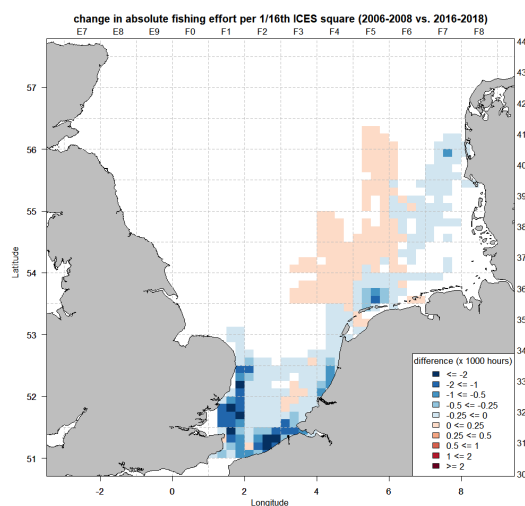 change in absolute fishing effort per 1/16th ICES square (2006-2008 vs. 2016-2018)
E7 E8 E9 F0 F1 F2 F3 F4 F5 F6 F7 F8
57
56
55
54
53
52
51
Latitude
44
43
42
41
40
39
38
37
36
35
34
33
32
31
30
difference (x 1000 hours)
<= -2
-2 <= -1
-1 <= -0.5
-0.5 <= -0.25
-0.25 <= 0
0 <= 0.25
0.25 <= 0.5
0.5 <= 1
1 <= 2
>= 2
-2 0 2 4 6 8
Longitude